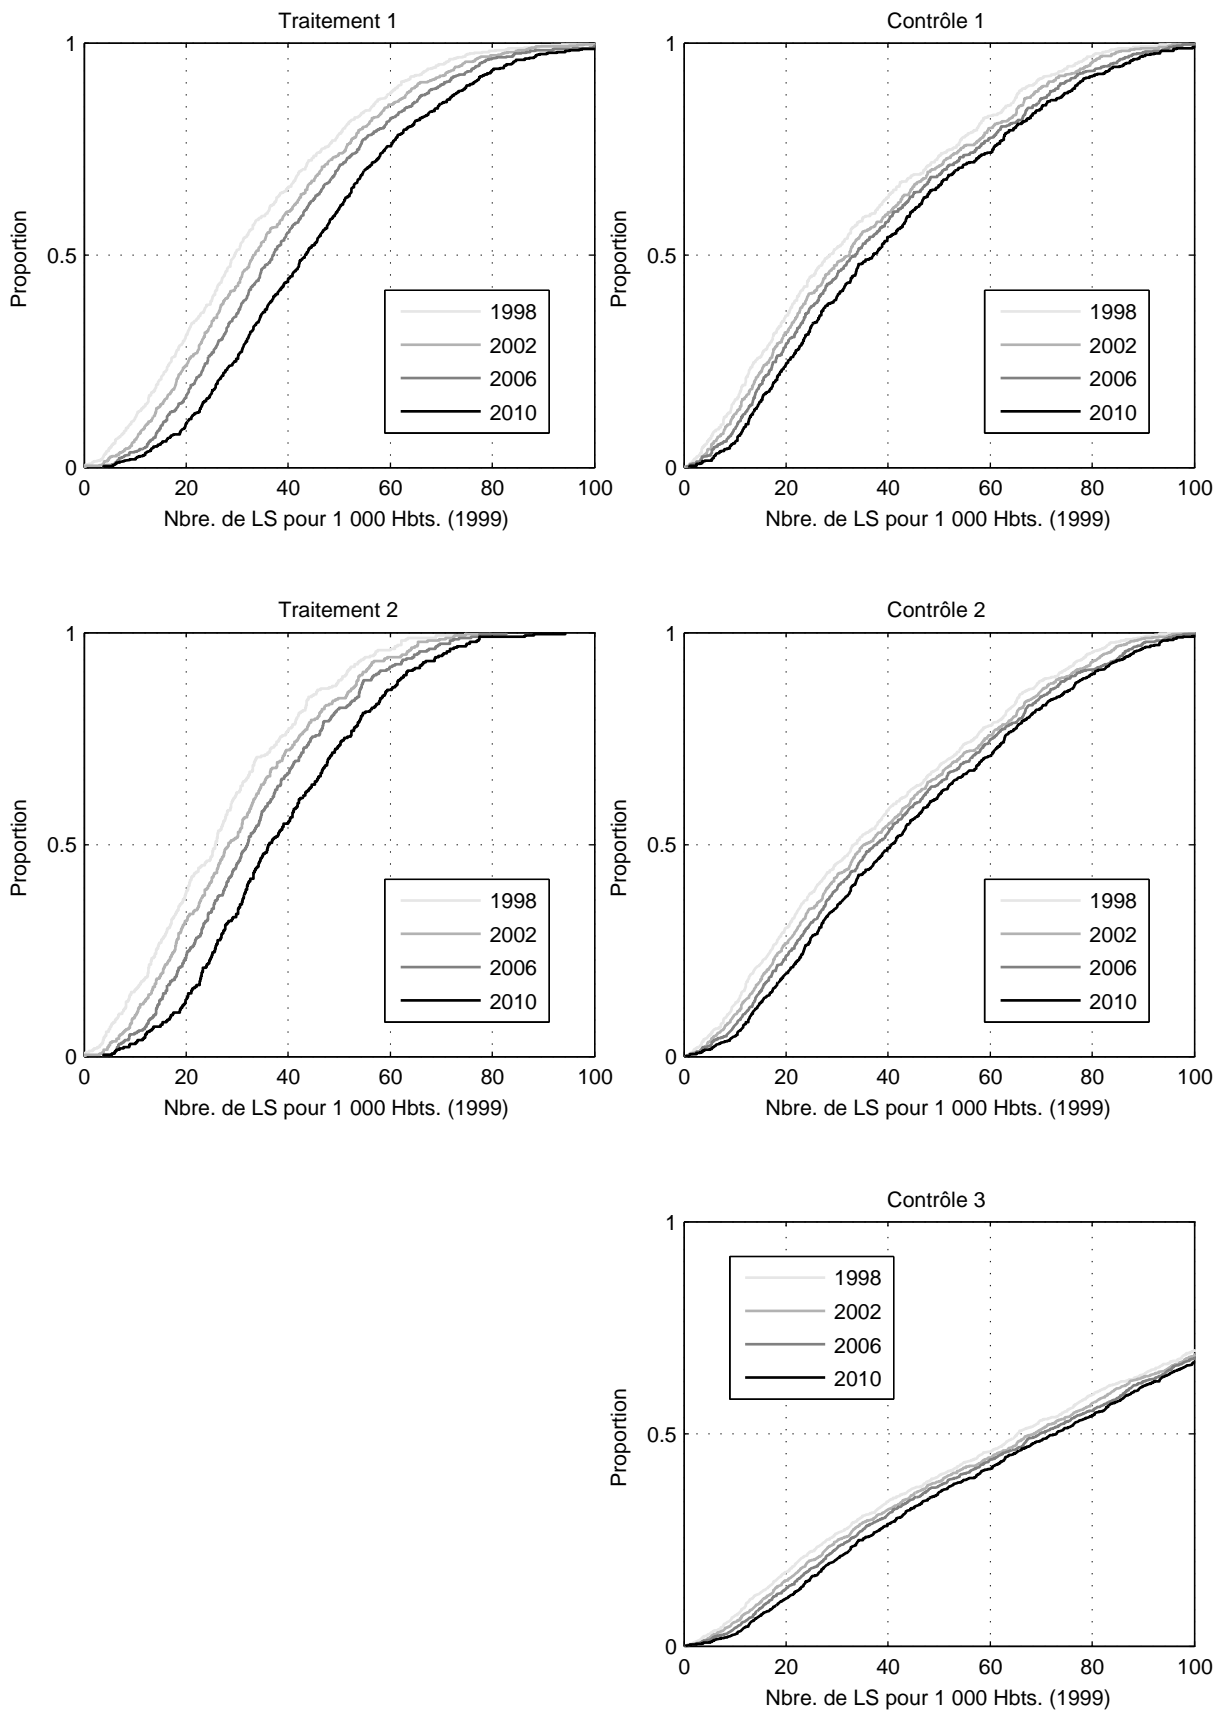 Traitement 1
1
0.5
0
Proportion
1998
2002
2006
2010
0 20 40 60 80 100
Nbre. de LS pour 1 000 Hbts. (1999)
Contrôle 1
1
0.5
0
Proportion
1998
2002
2006
2010
0 20 40 60 80 100
Nbre. de LS pour 1 000 Hbts. (1999)
Traitement 2
1
0.5
0
Proportion
1998
2002
2006
2010
0 20 40 60 80 100
Nbre. de LS pour 1 000 Hbts. (1999)
Contrôle 2
1
0.5
0
Proportion
1998
2002
2006
2010
0 20 40 60 80 100
Nbre. de LS pour 1 000 Hbts. (1999)
Contrôle 3
1
0.5
0
Proportion
1998
2002
2006
2010
0 20 40 60 80 100
Nbre. de LS pour 1 000 Hbts. (1999)